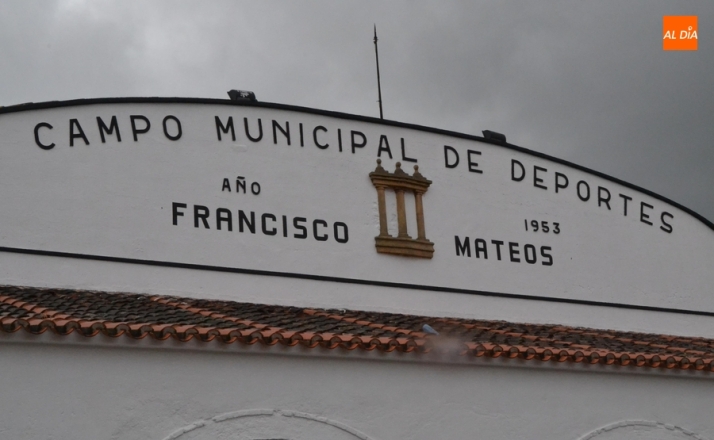 AL DÍA
CAMPO MUNICIPAL DE DEPORTES
AÑO 1953
FRANCISCO MATEOS